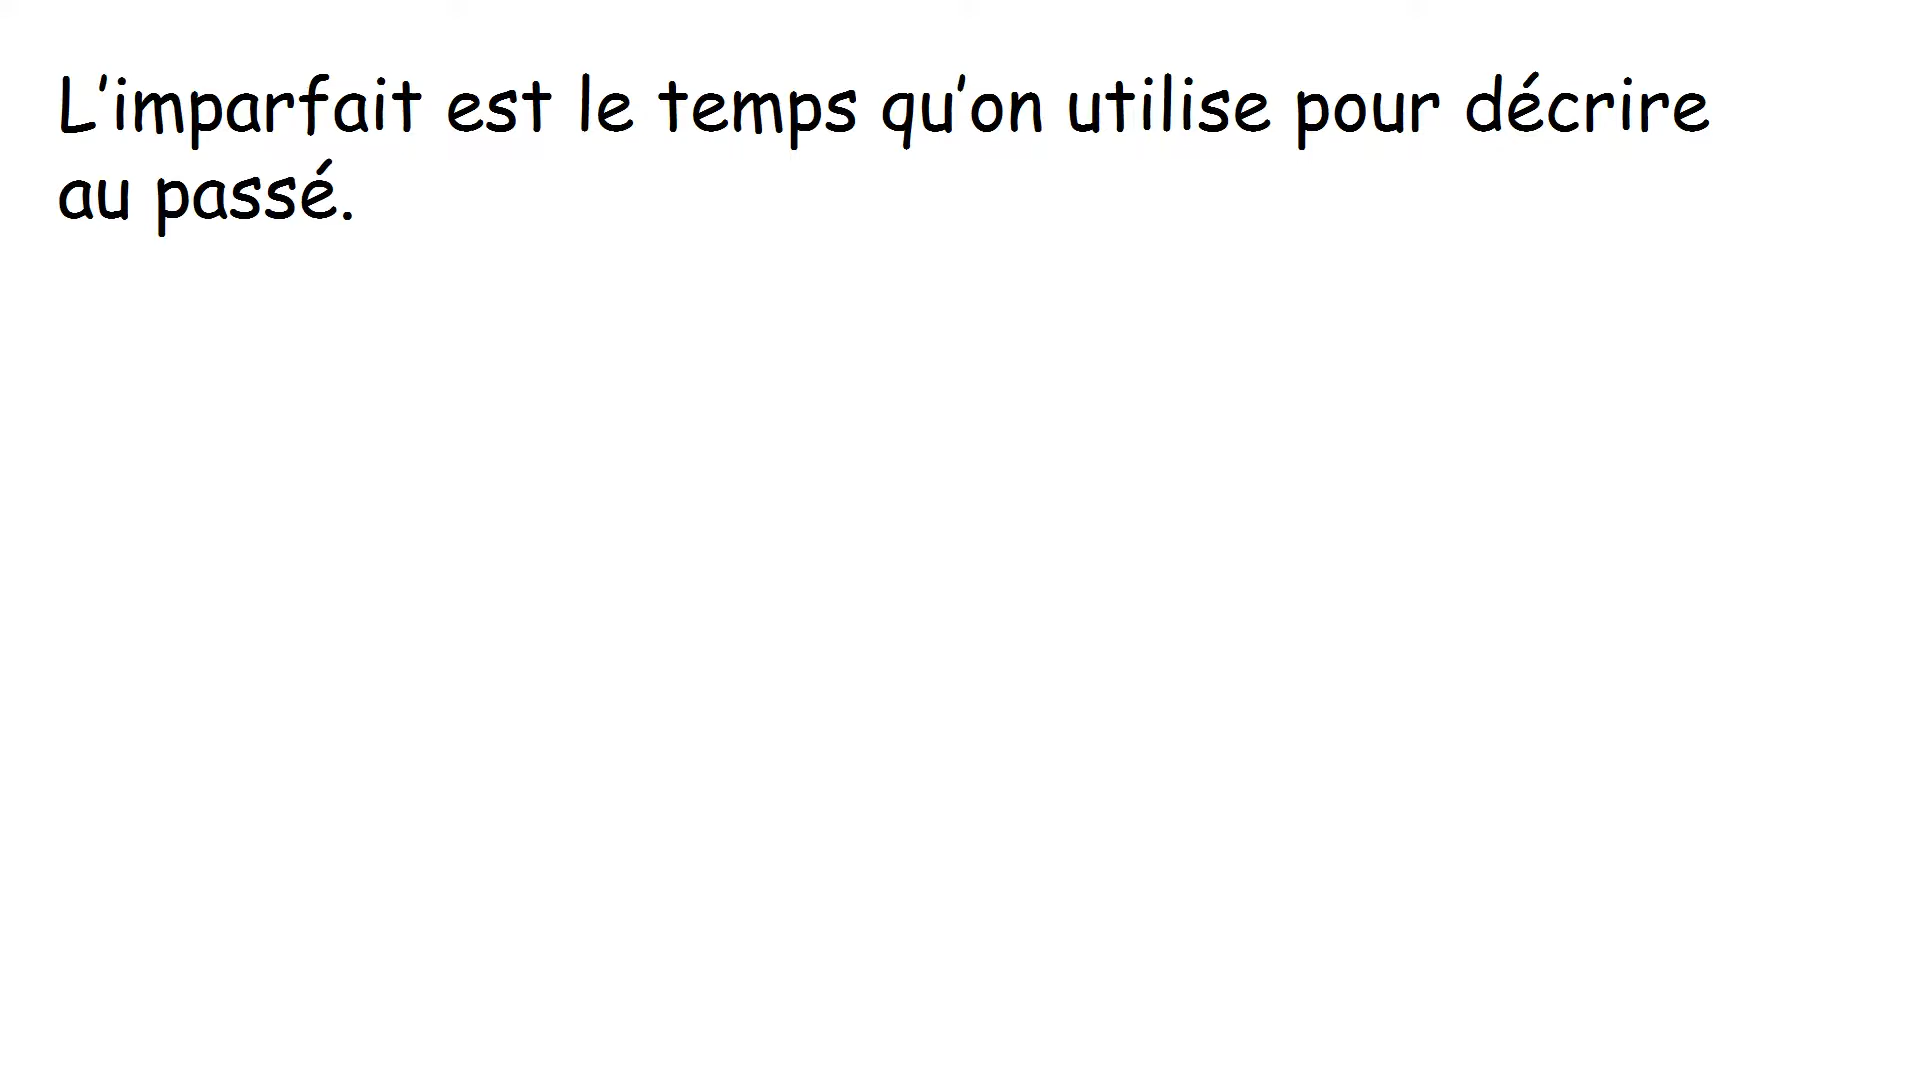 L’imparfait est le temps qu’on utilise pour décrire
au passé.